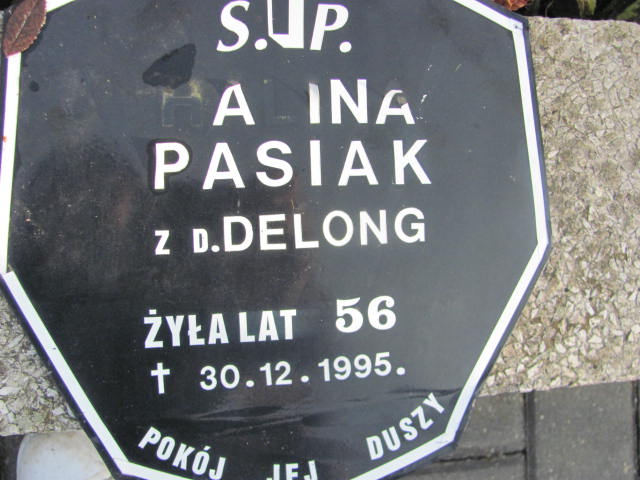 S. P.
HALINA
PASIAK
Z D.DELONG
ŻYŁA LAT 56
† 30.12.1995.
POKÓJ JEJ DUSZY